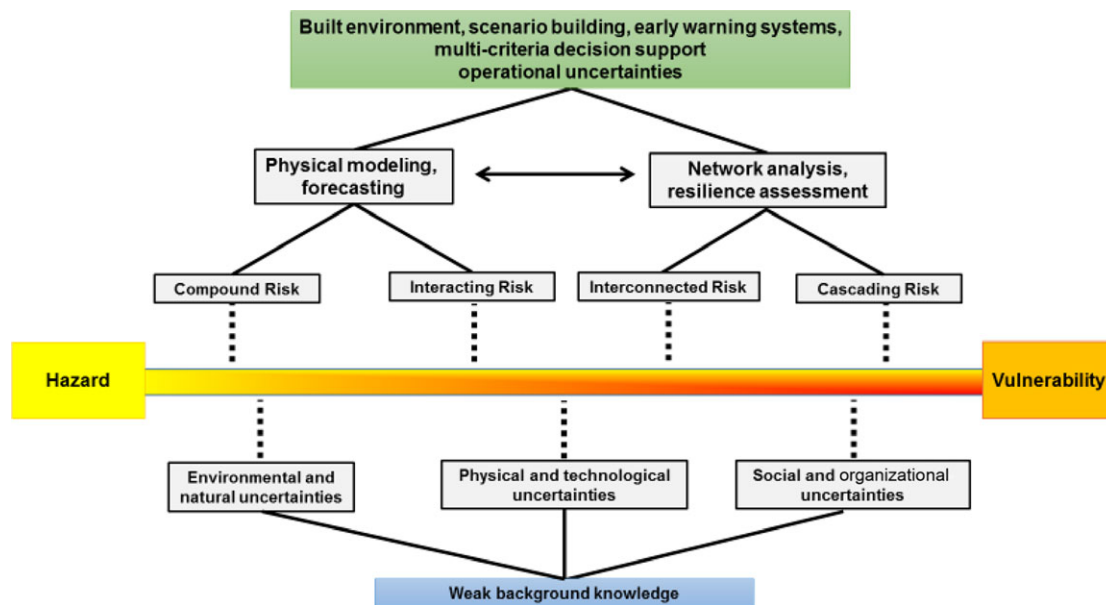 Built environment, scenario building, early warning systems,
multi-criteria decision support
operational uncertainties
Physical modeling,
forecasting
Network analysis,
resilience assessment
Compound Risk
Interacting Risk
Interconnected Risk
Cascading Risk
Hazard
Vulnerability
Environmental and
natural uncertainties
Physical and technological
uncertainties
Social and organizational
uncertainties
Weak background knowledge